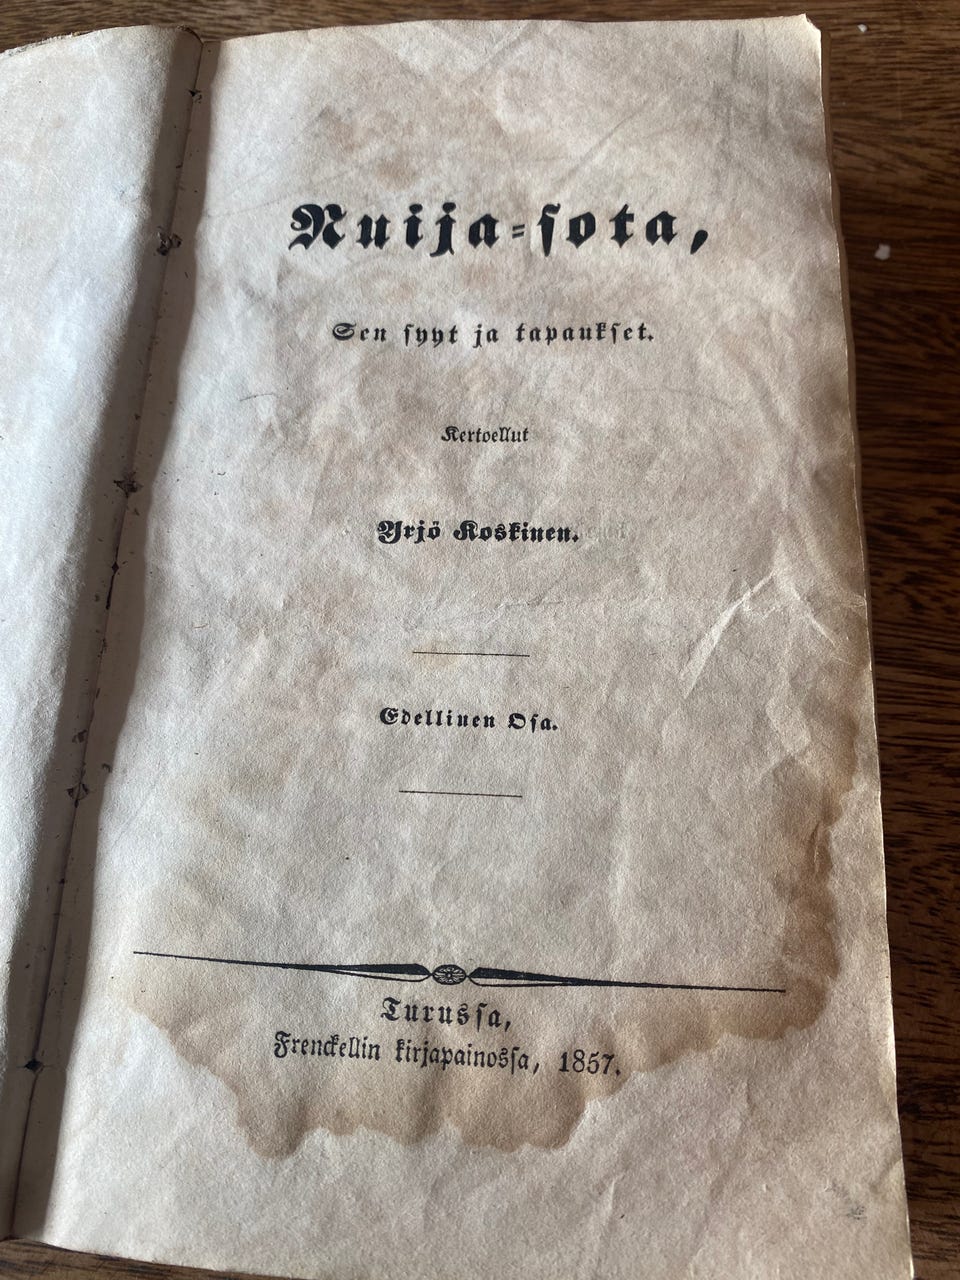 Nuija-sota,
Sen syyt ja tapaukset.
Kertoellut
Yrjö Koskinen.
Edellinen Osa.
Turussa,
Frenckellin kirjapainossa, 1857.